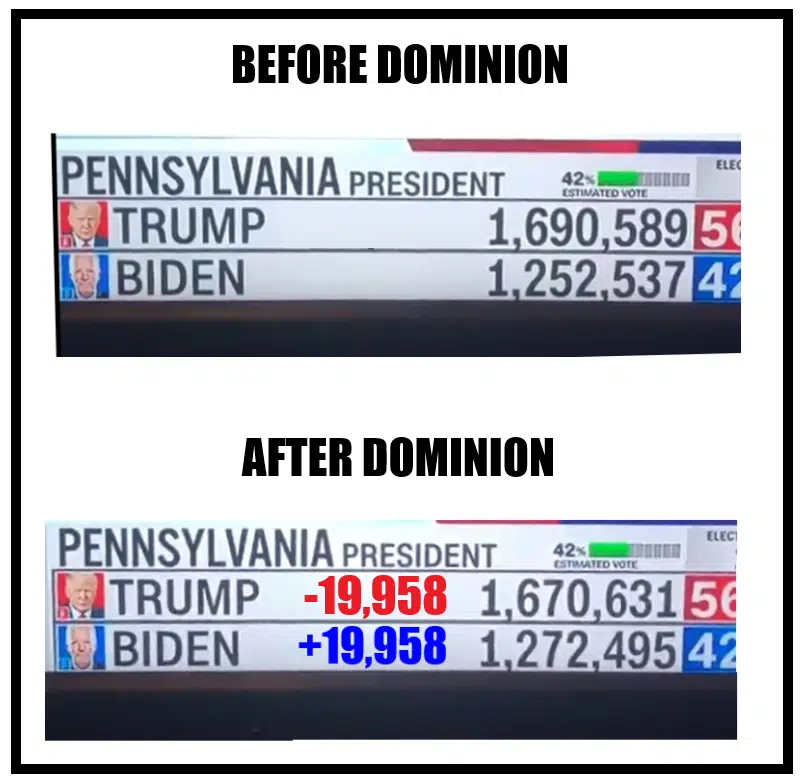 BEFORE DOMINION
PENNSYLVANIA PRESIDENT 42% ELEC
ESTIMATED VOTE
TRUMP 1,690,589 56
BIDEN 1,252,537 42
AFTER DOMINION
PENNSYLVANIA PRESIDENT 42% ELECT
ESTIMATED VOTE
TRUMP -19,958 1,670,631 56
BIDEN +19,958 1,272,495 42